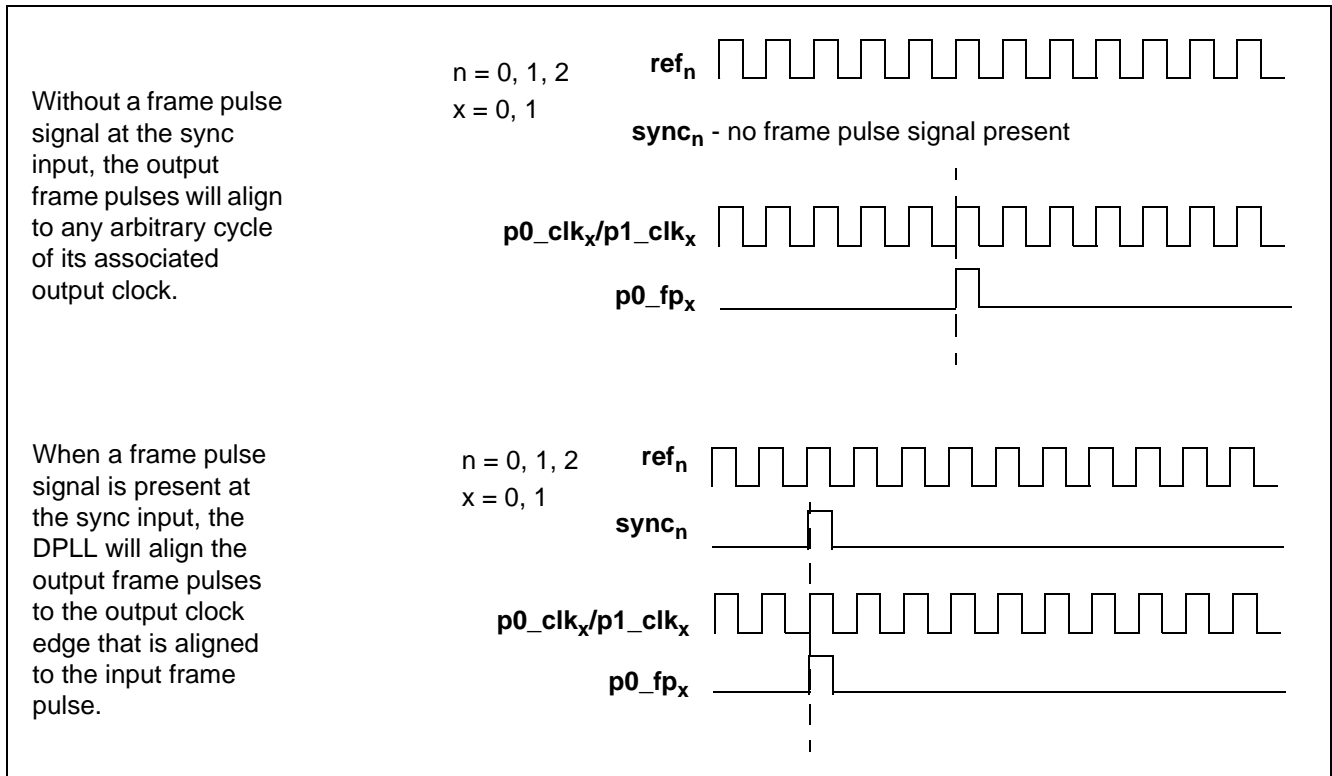 Without a frame pulse
signal at the sync
input, the output
frame pulses will align
to any arbitrary cycle
of its associated
output clock.
n = 0, 1, 2
x = 0, 1
refn
syncn - no frame pulse signal present
p0_clkx/p1_clkx
p0_fpx
When a frame pulse
signal is present at
the sync input, the
DPLL will align the
output frame pulses
to the output clock
edge that is aligned
to the input frame
pulse.
n = 0, 1, 2
x = 0, 1
refn
syncn
p0_clkx/p1_clkx
p0_fpx